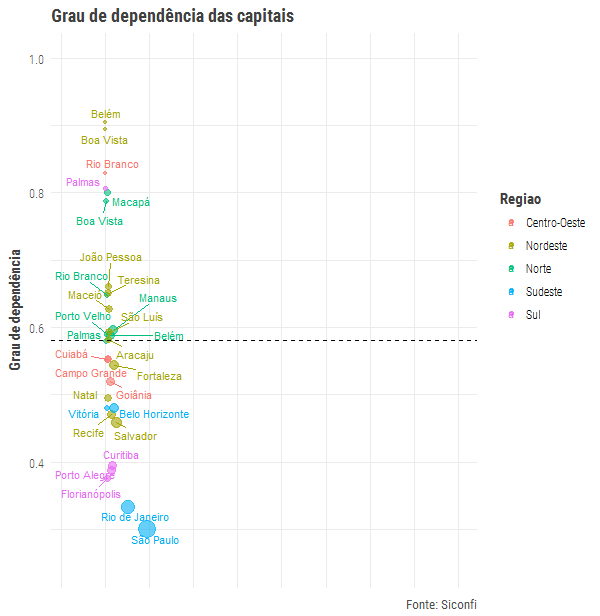 Grau de dependência das capitais
Grau de dependência
1.0
0.8
0.6
0.4
Belém
Boa Vista
Rio Branco
Palmas
Macapá
Boa Vista
João Pessoa
Rio Branco
Teresina
Maceió
Manaus
Porto Velho
São Luís
Palmas
Belém
Aracaju
Cuiabá
Fortaleza
Campo Grande
Goiânia
Natal
Vitória
Belo Horizonte
Recife
Salvador
Curitiba
Porto Alegre
Florianópolis
Rio de Janeiro
São Paulo
Regiao
a Centro-Oeste
a Nordeste
a Norte
a Sudeste
a Sul
Fonte: Siconfi